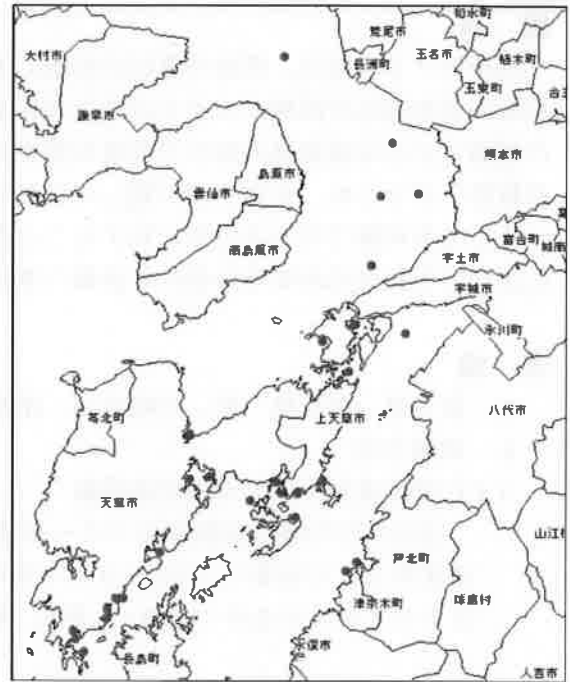 荒尾市
和水町
大村市
長洲町
玉名市
植木町
玉東町
合志
諫早市
熊本市
島原市
雲仙市
南島原市
宇土市
富合町
城南
宇城市
氷川町
苓北町
上天草市
八代市
天草市
山江村
芦北町
球磨村
津奈木町
水俣市
長島町
人吉市